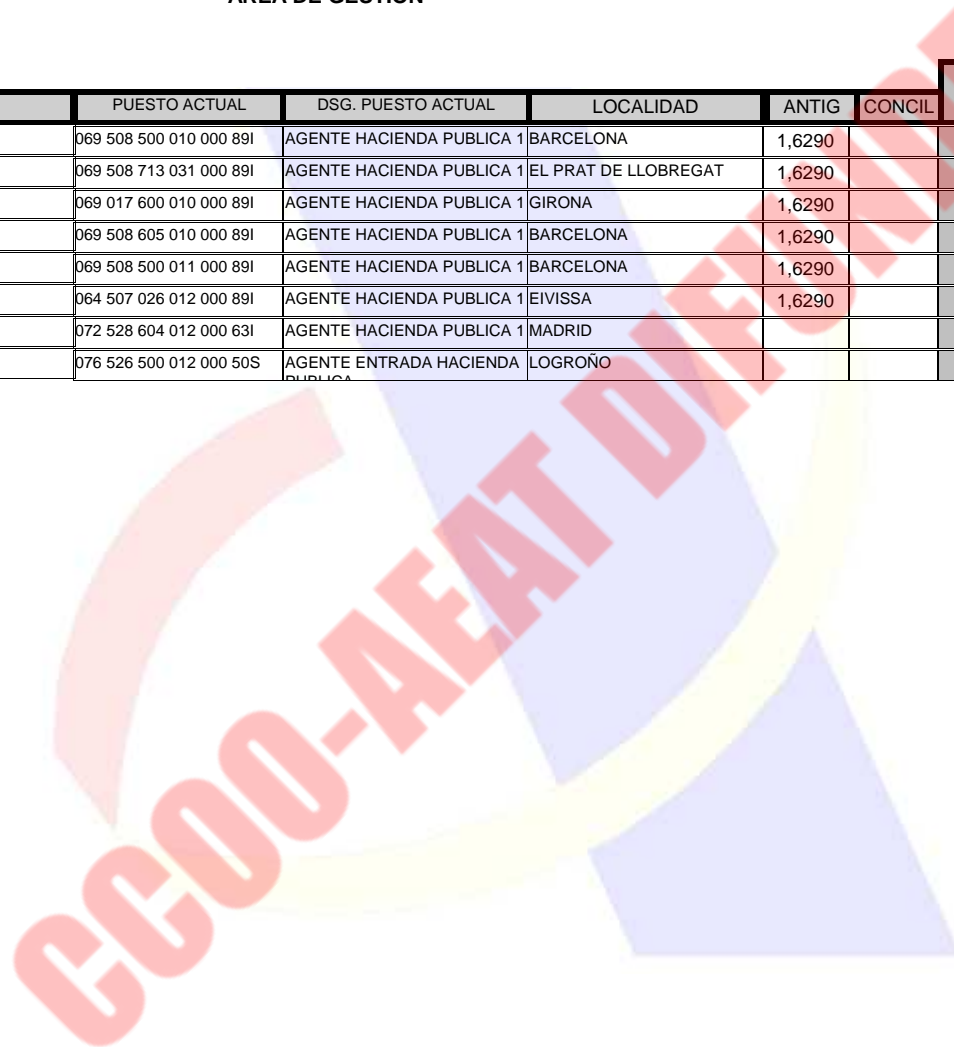 AREA DE GESTION
PUESTO ACTUAL DSG. PUESTO ACTUAL LOCALIDAD ANTIG CONCIL
069 508 500 010 000 89I AGENTE HACIENDA PUBLICA 1 BARCELONA 1,6290
069 508 713 031 000 89I AGENTE HACIENDA PUBLICA 1 EL PRAT DE LLOBREGAT 1,6290
069 017 600 010 000 89I AGENTE HACIENDA PUBLICA 1 GIRONA 1,6290
069 508 605 010 000 89I AGENTE HACIENDA PUBLICA 1 BARCELONA 1,6290
069 508 500 011 000 89I AGENTE HACIENDA PUBLICA 1 BARCELONA 1,6290
064 507 026 012 000 89I AGENTE HACIENDA PUBLICA 1 EIVISSA 1,6290
072 528 604 012 000 63I AGENTE HACIENDA PUBLICA 1 MADRID
076 526 500 012 000 50S AGENTE ENTRADA HACIENDA LOGROÑO
PUBLICA
CCOO-AEAT DIFUND